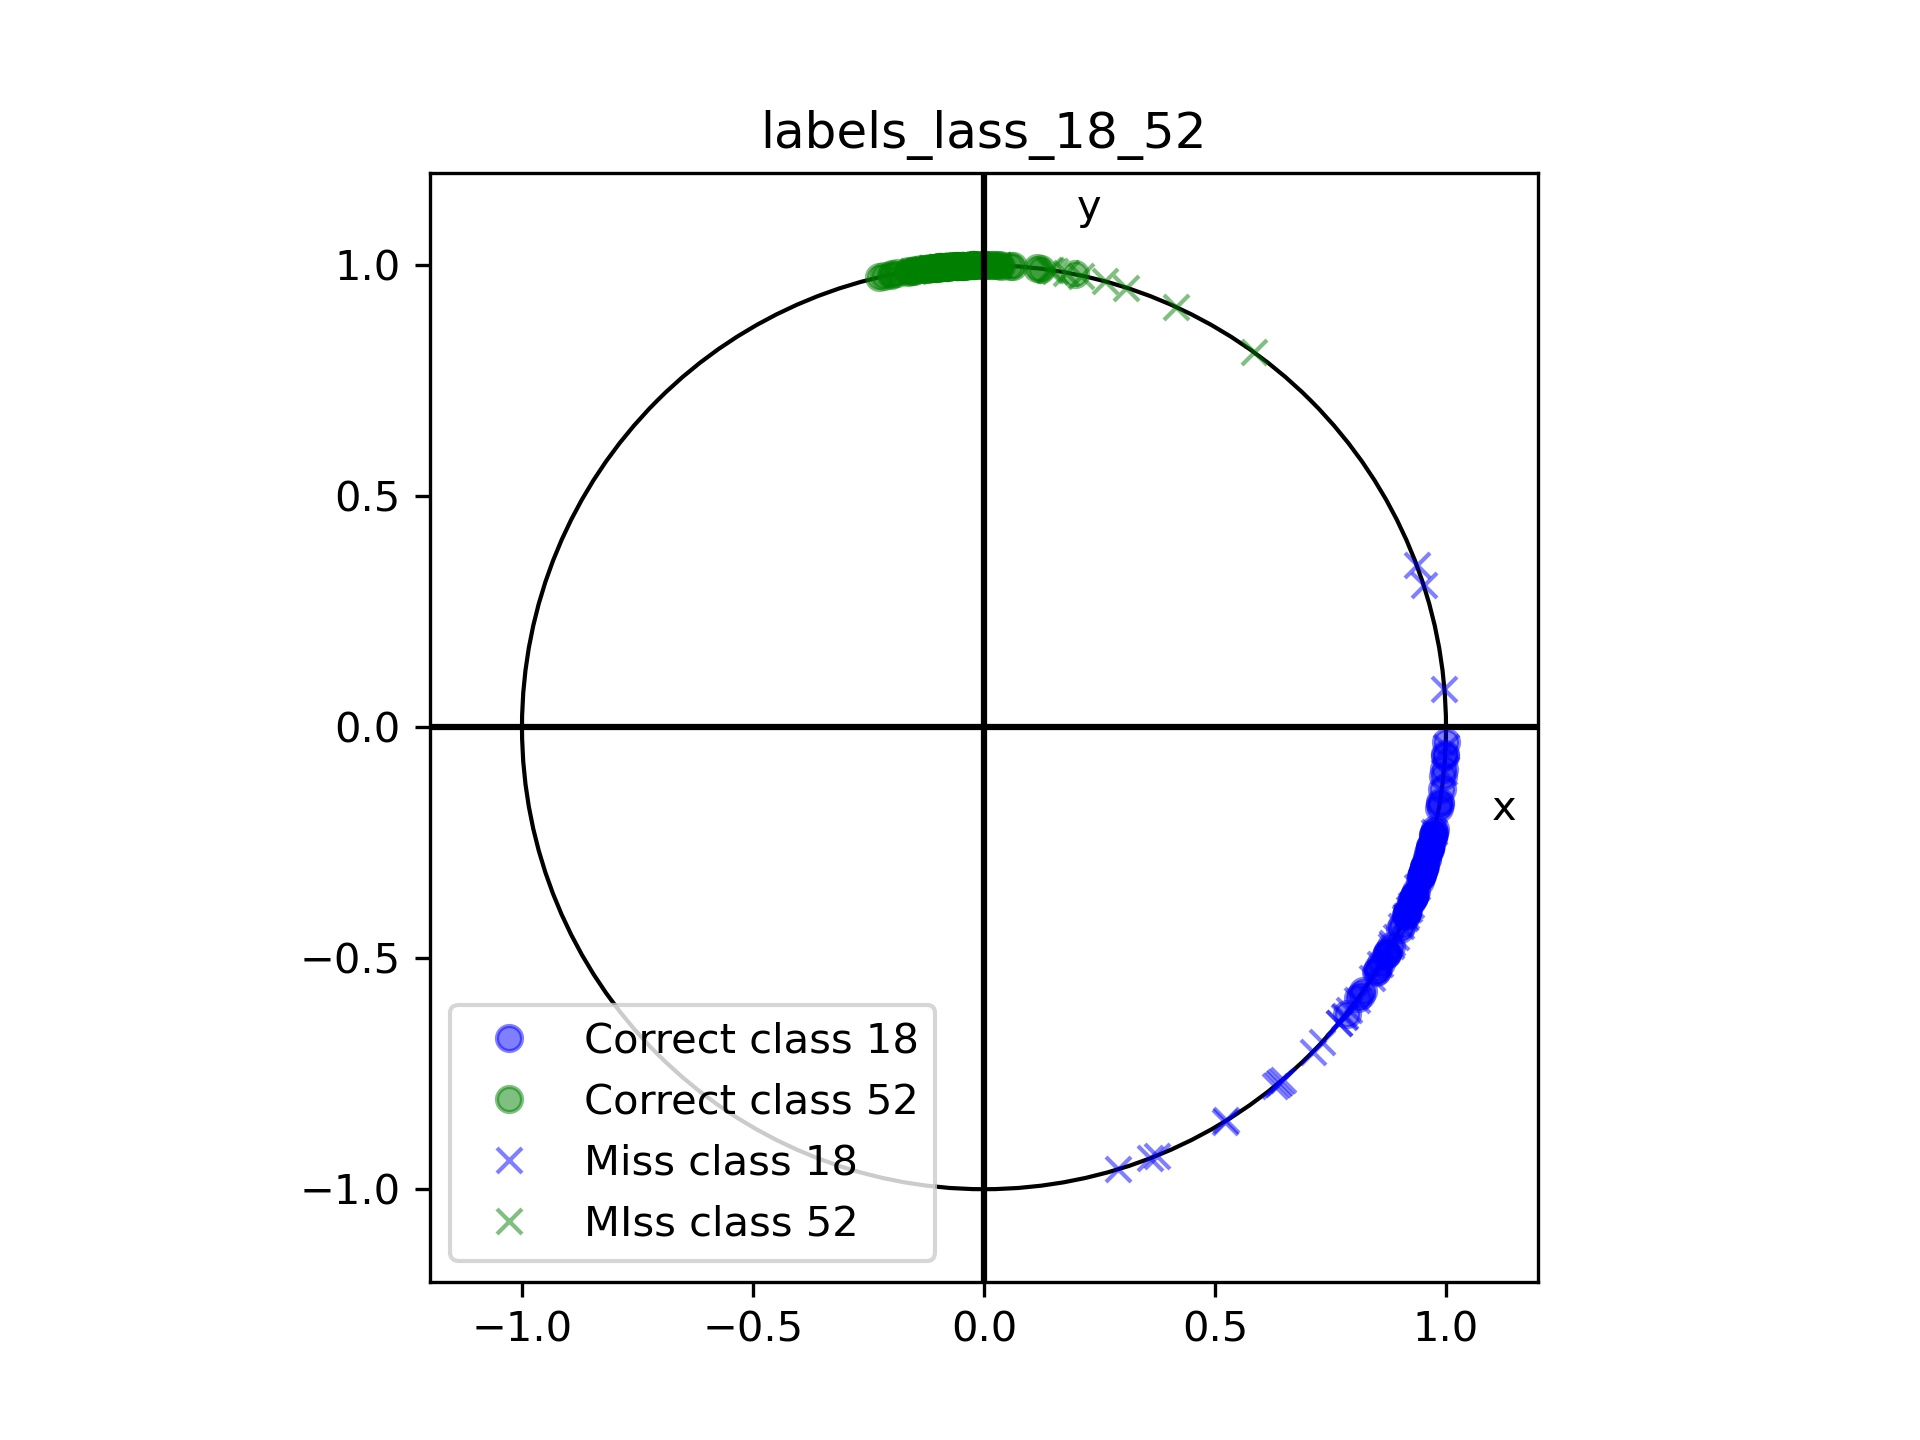 labels_lass_18_52
y
1.0
0.5
0.0
x
−0.5
−1.0
Correct class 18
Correct class 52
Miss class 18
MIss class 52
−1.0 −0.5 0.0 0.5 1.0